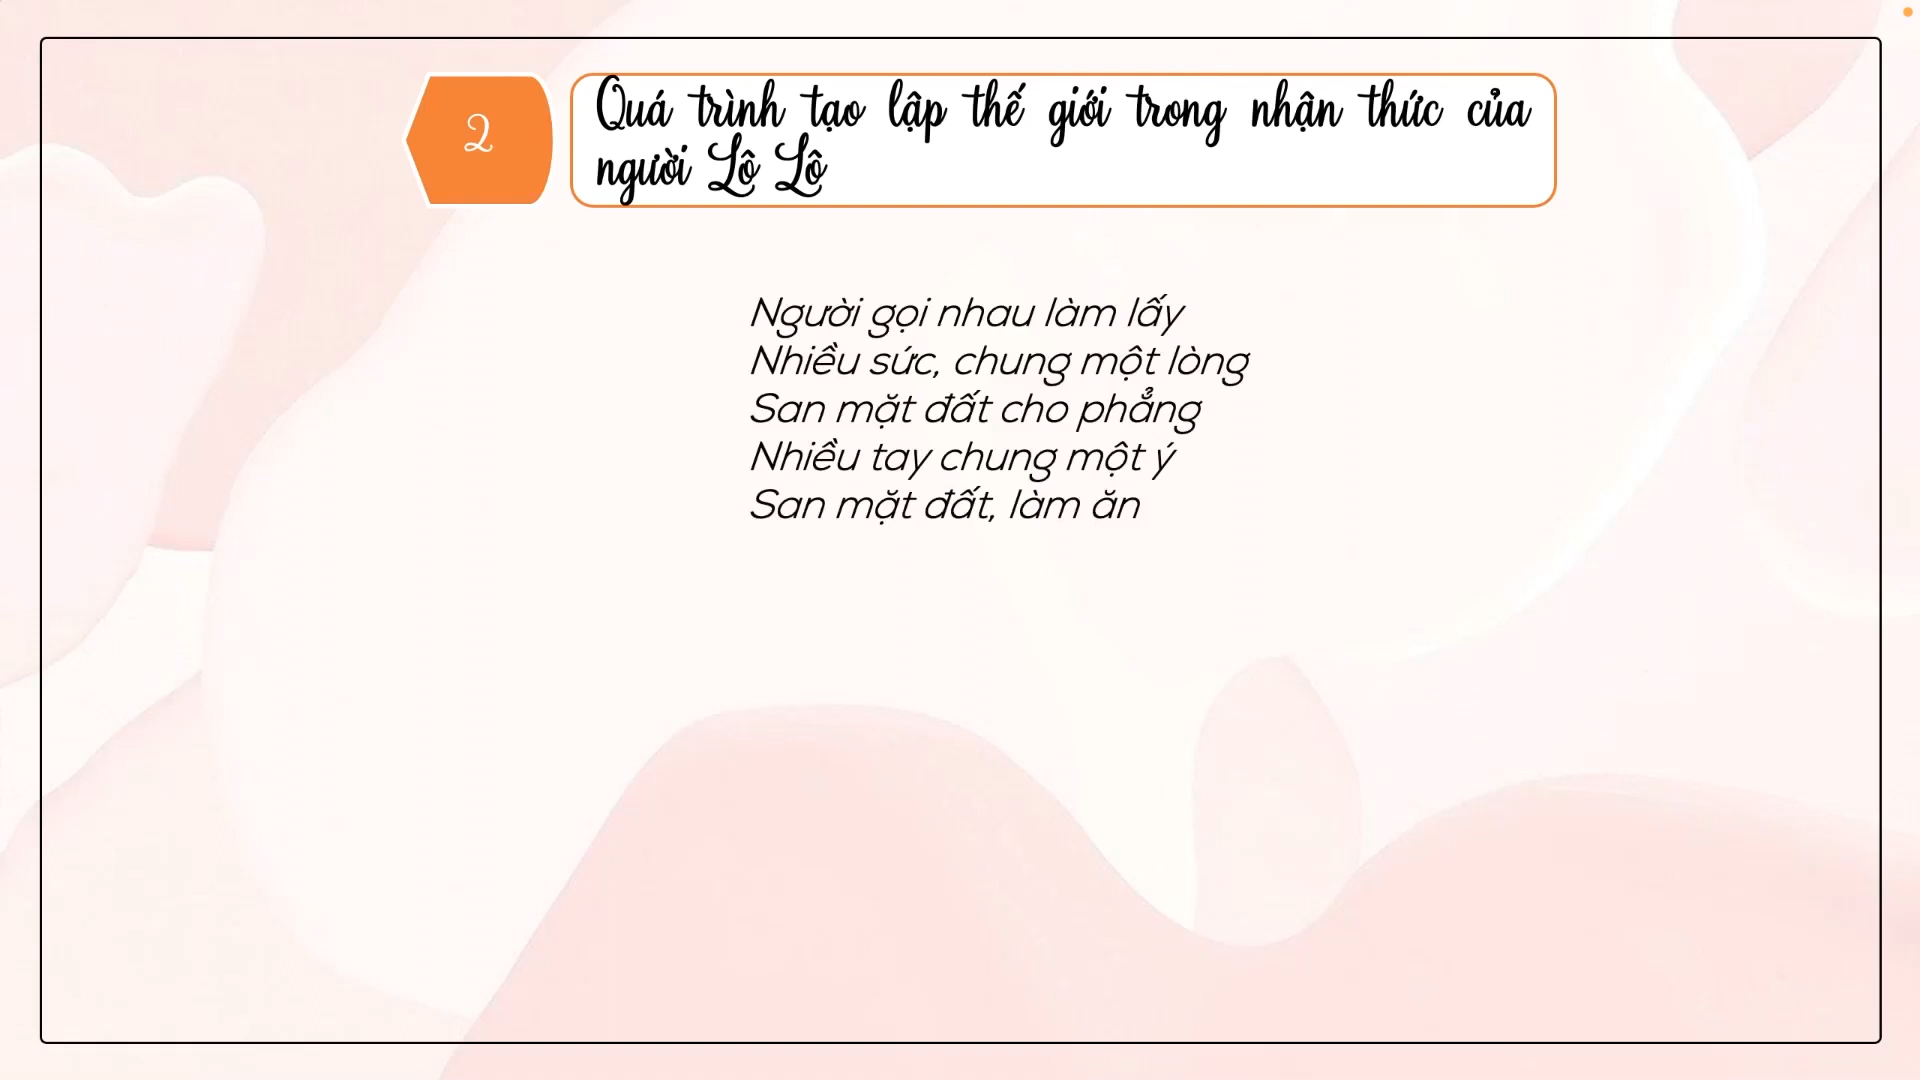 2
Quá trình tạo lập thế giới trong nhận thức của
người Lô Lô
Người gọi nhau làm lấy
Nhiều sức, chung một lòng
San mặt đất cho phẳng
Nhiều tay chung một ý
San mặt đất, làm ăn